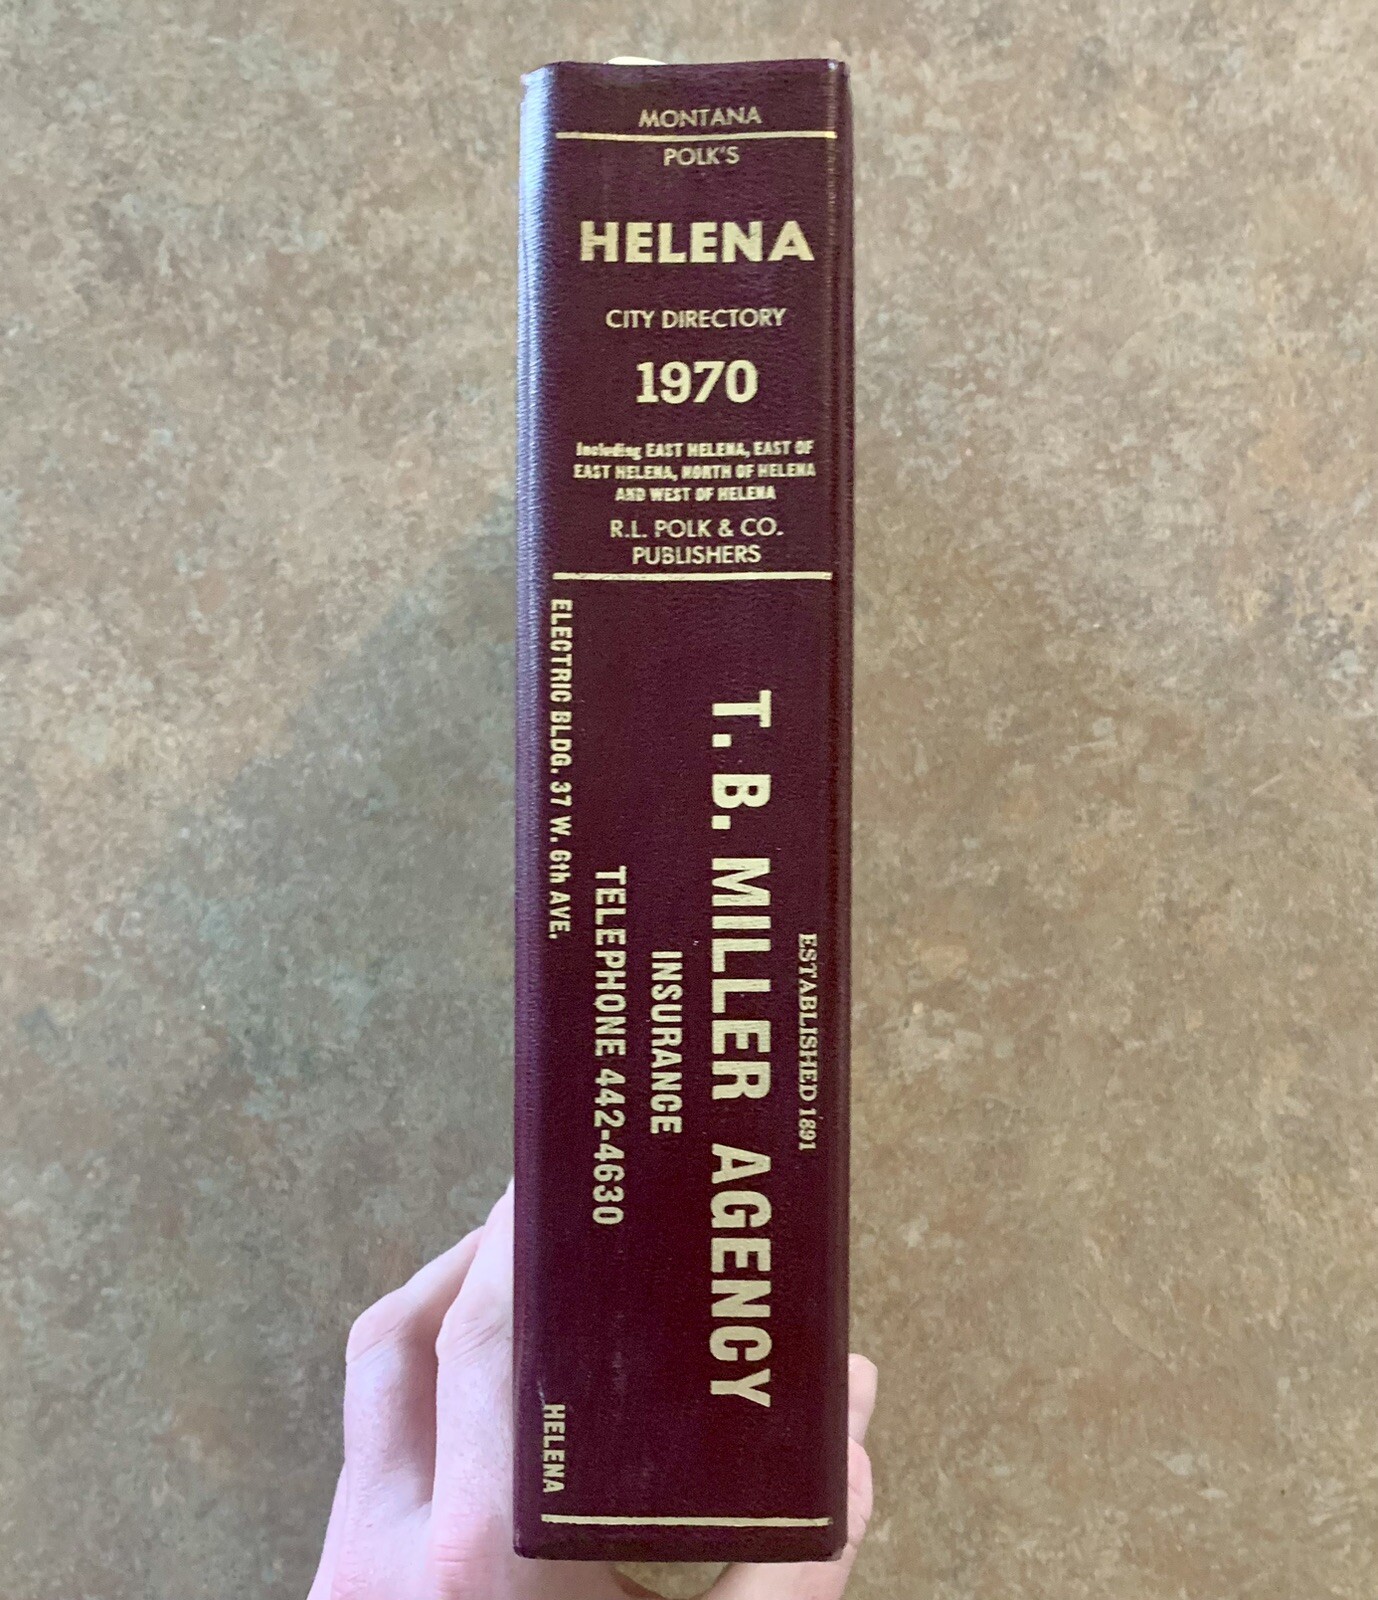 MONTANA
POLK'S
HELENA
CITY DIRECTORY
1970
Including EAST HELENA, EAST OF
EAST HELENA, NORTH OF HELENA
AND WEST OF HELENA
R.L. POLK & CO.
PUBLISHERS
ESTABLISHED 1891
T. B. MILLER AGENCY
INSURANCE
TELEPHONE 442-4630
ELECTRIC BLDG. 37 W. 6th AVE.
HELENA